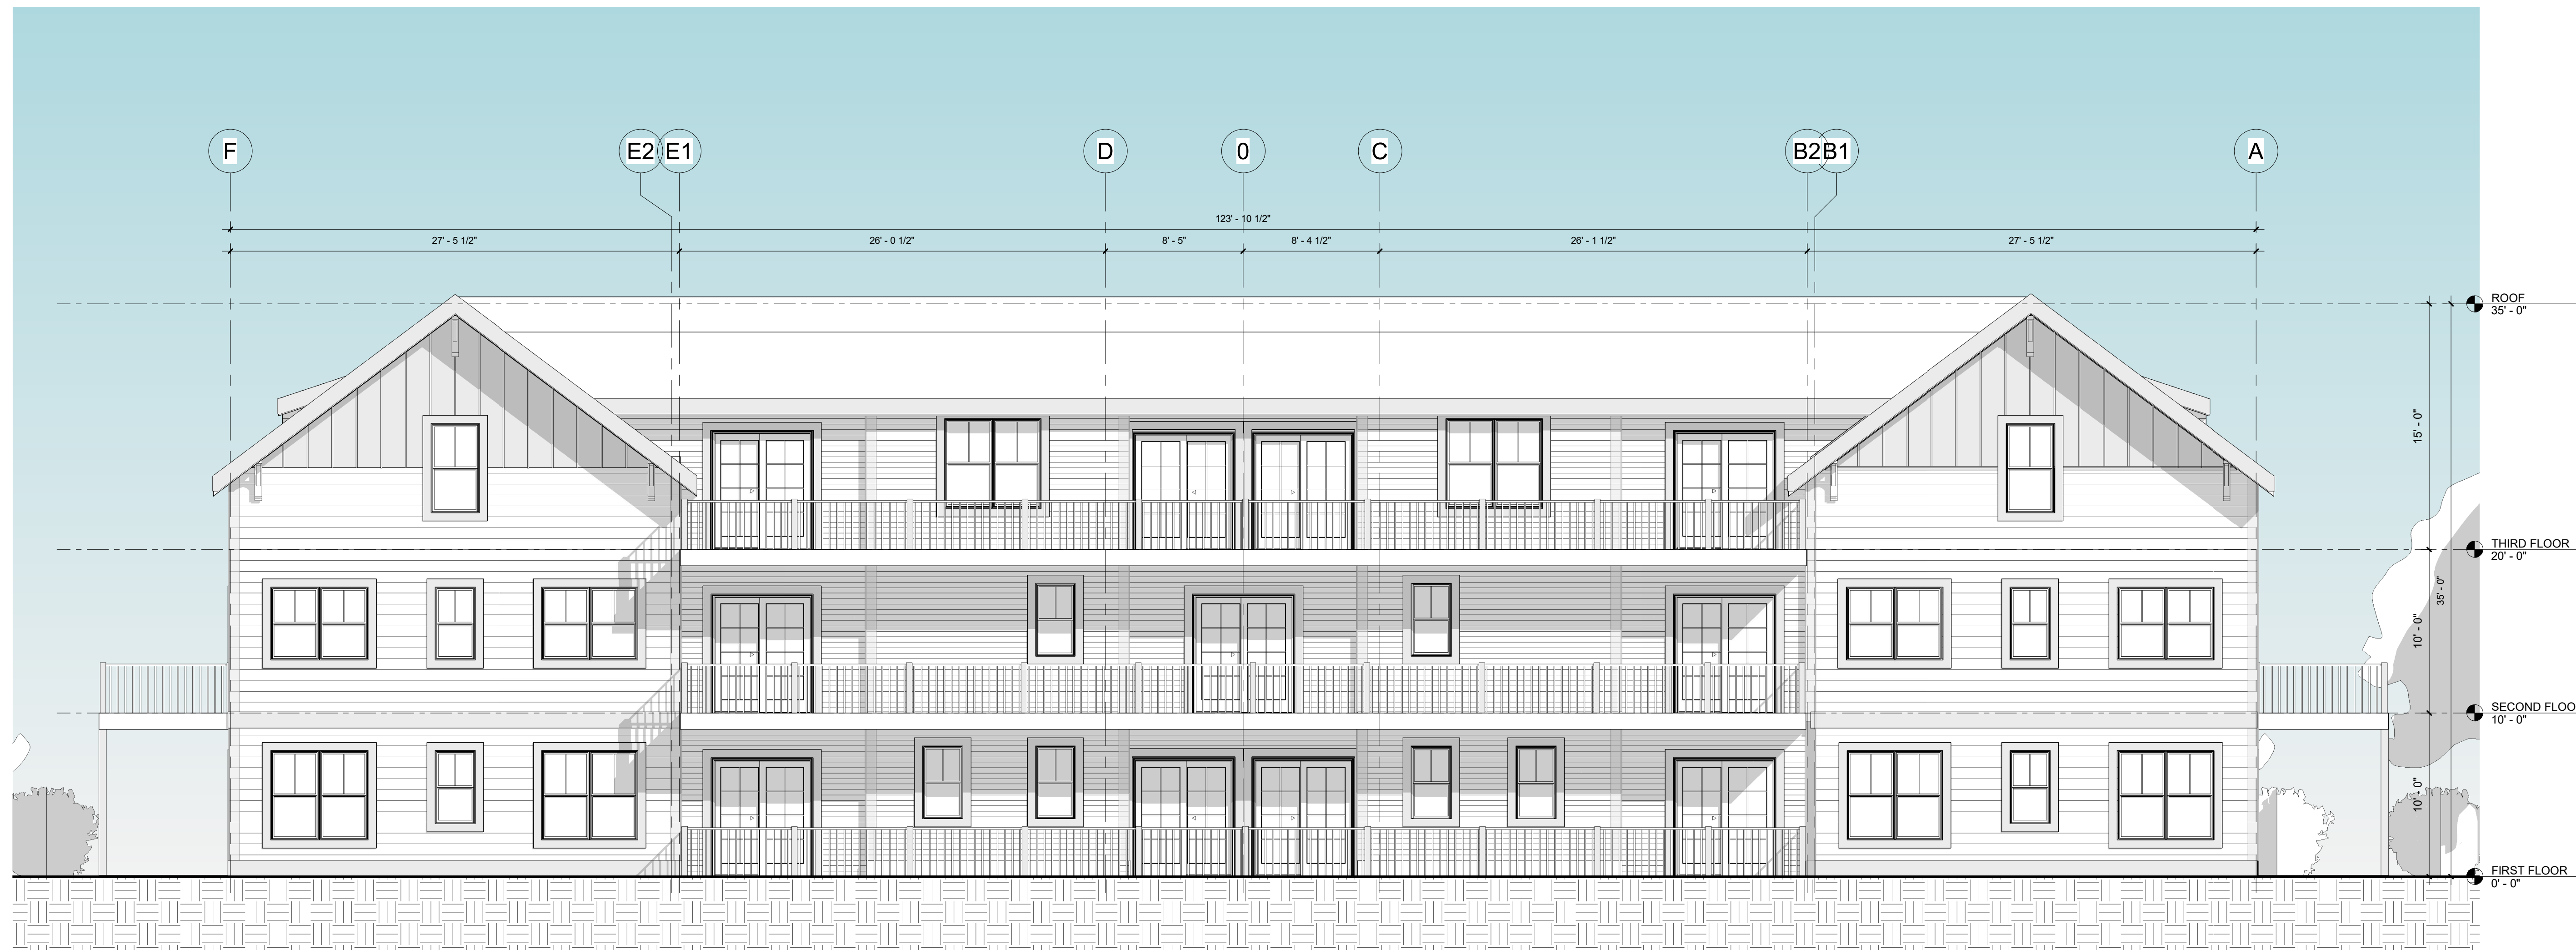 F
E2
E1
D
0
C
B2
B1
A
123' - 10 1/2"
27' - 5 1/2"
26' - 0 1/2"
8' - 5"
8' - 4 1/2"
26' - 1 1/2"
27' - 5 1/2"
ROOF
35' - 0"
15' - 0"
THIRD FLOOR
20' - 0"
35' - 0"
10' - 0"
SECOND FLOO
10' - 0"
10' - 0"
FIRST FLOOR
0' - 0"